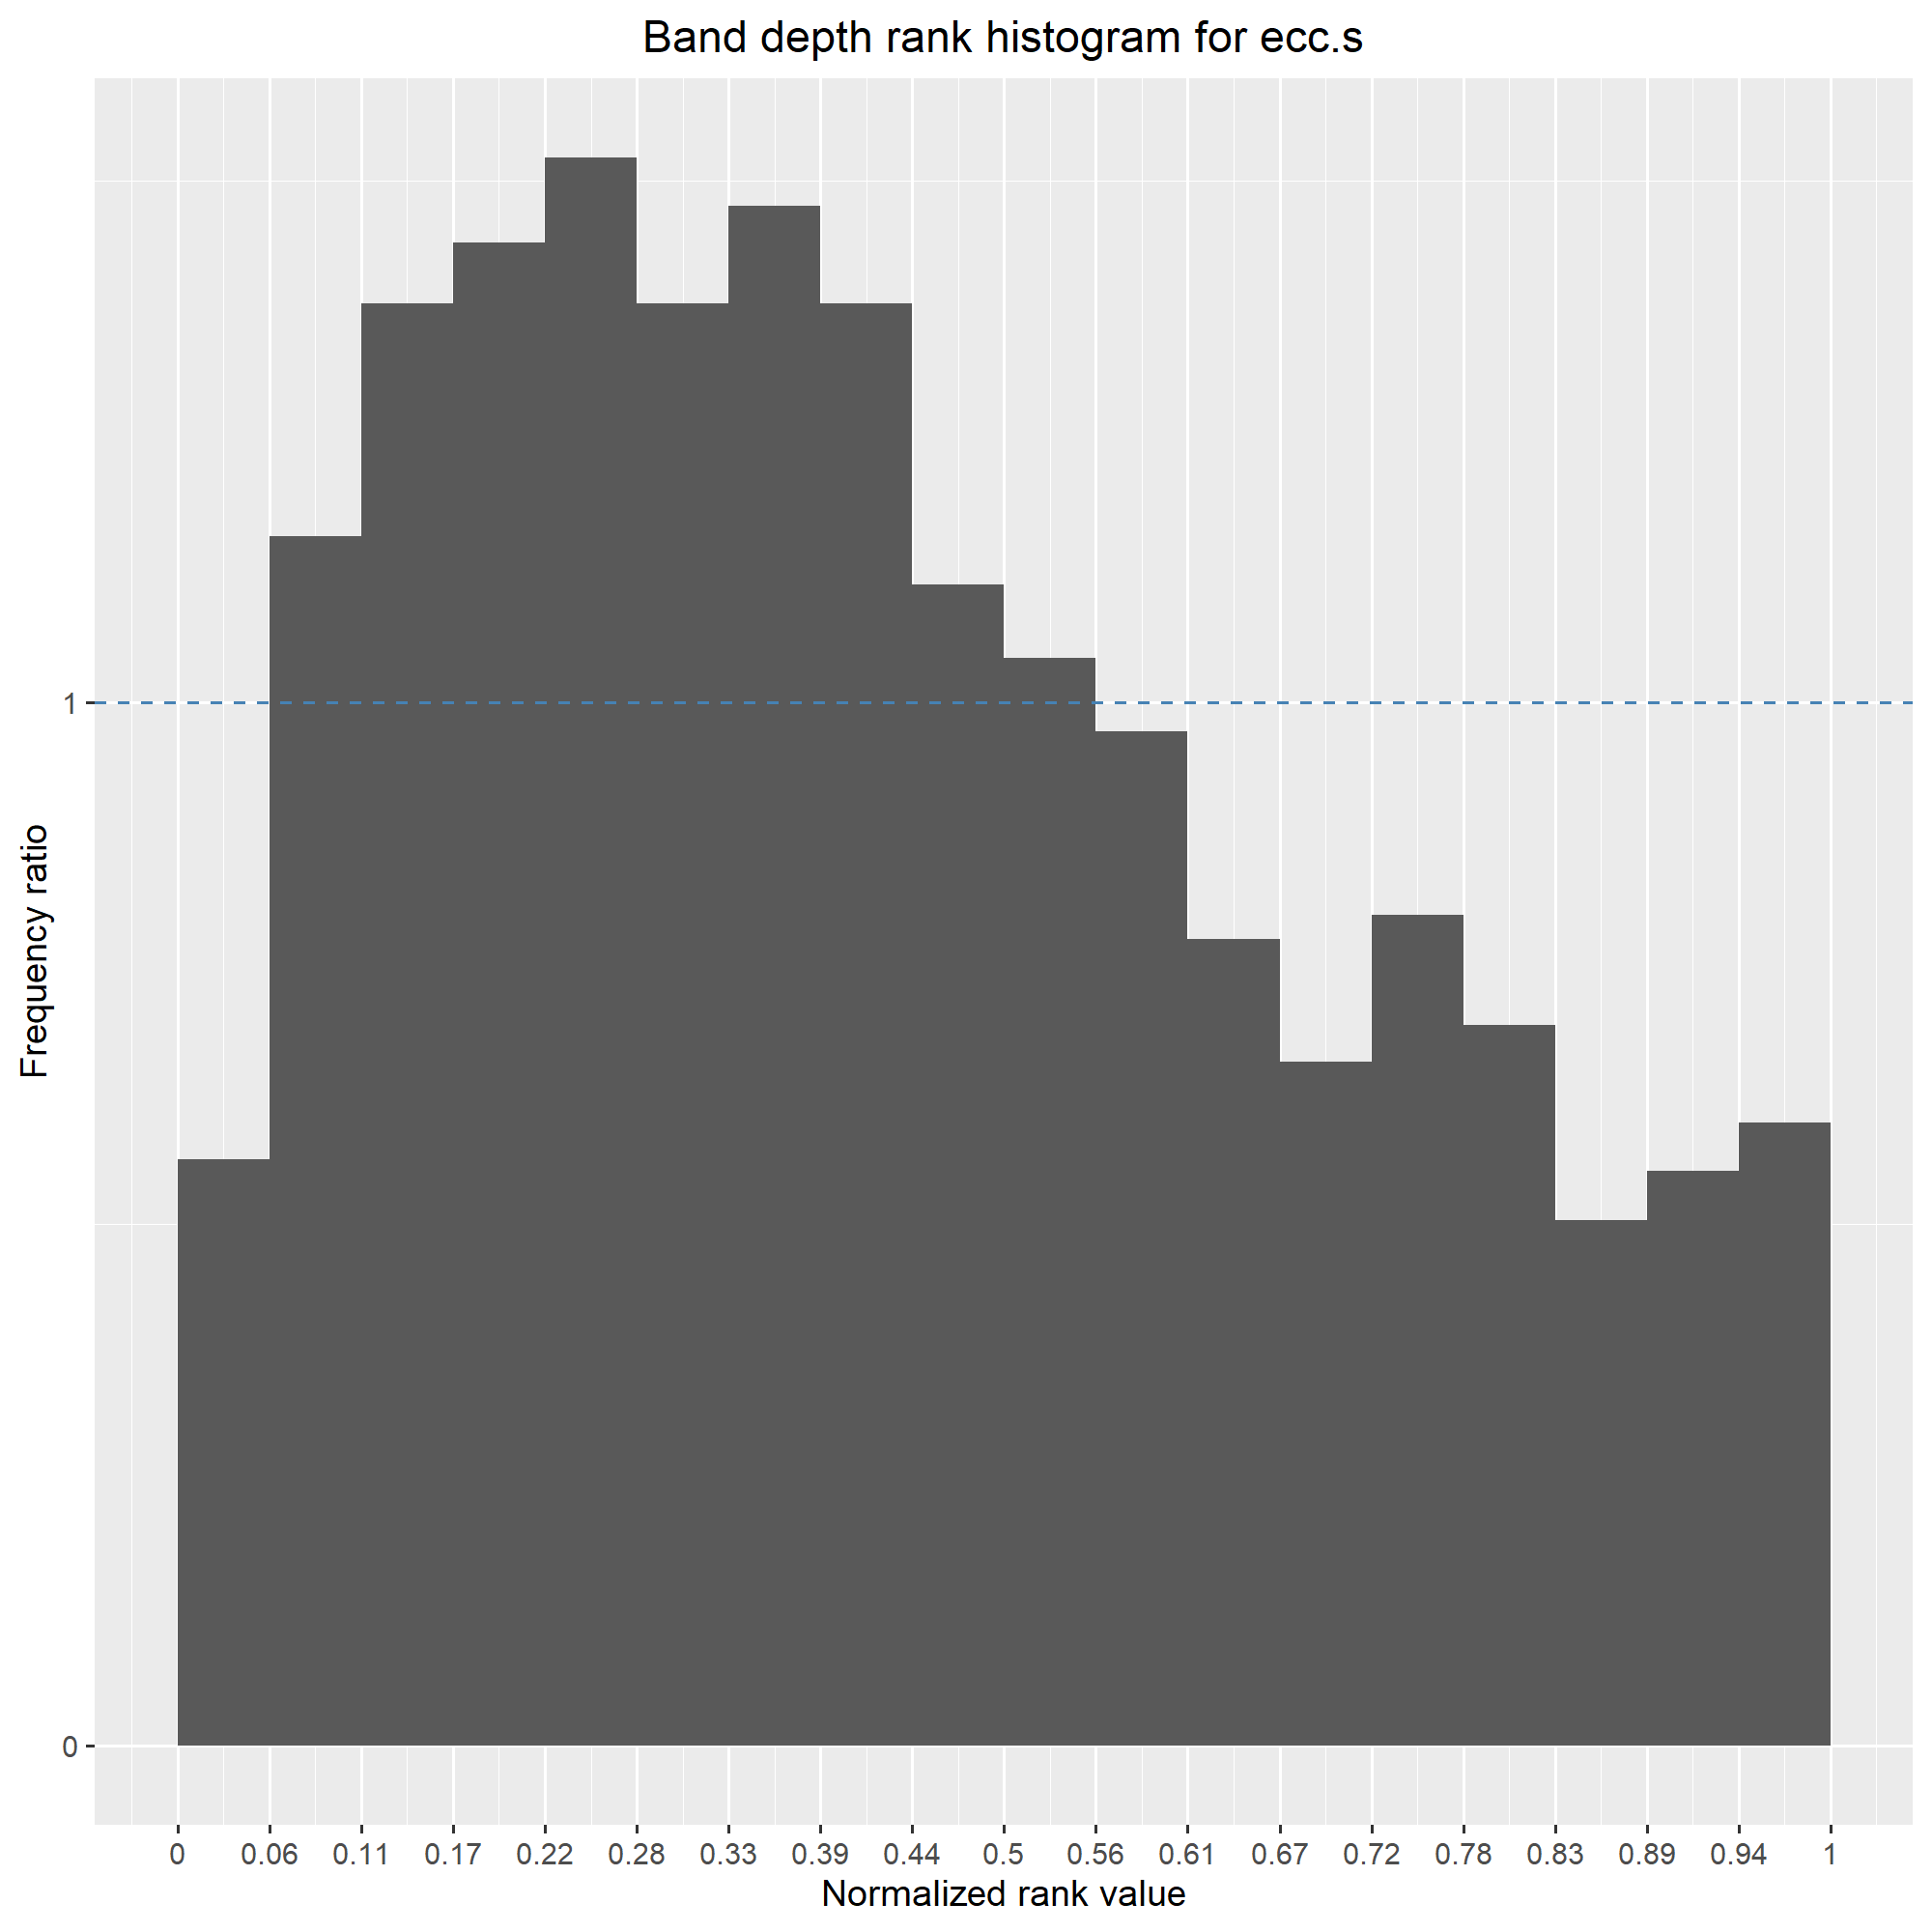 Band depth rank histogram for ecc.s
Frequency ratio
1
0
0 0.06 0.11 0.17 0.22 0.28 0.33 0.39 0.44 0.5 0.56 0.61 0.67 0.72 0.78 0.83 0.89 0.94 1
Normalized rank value